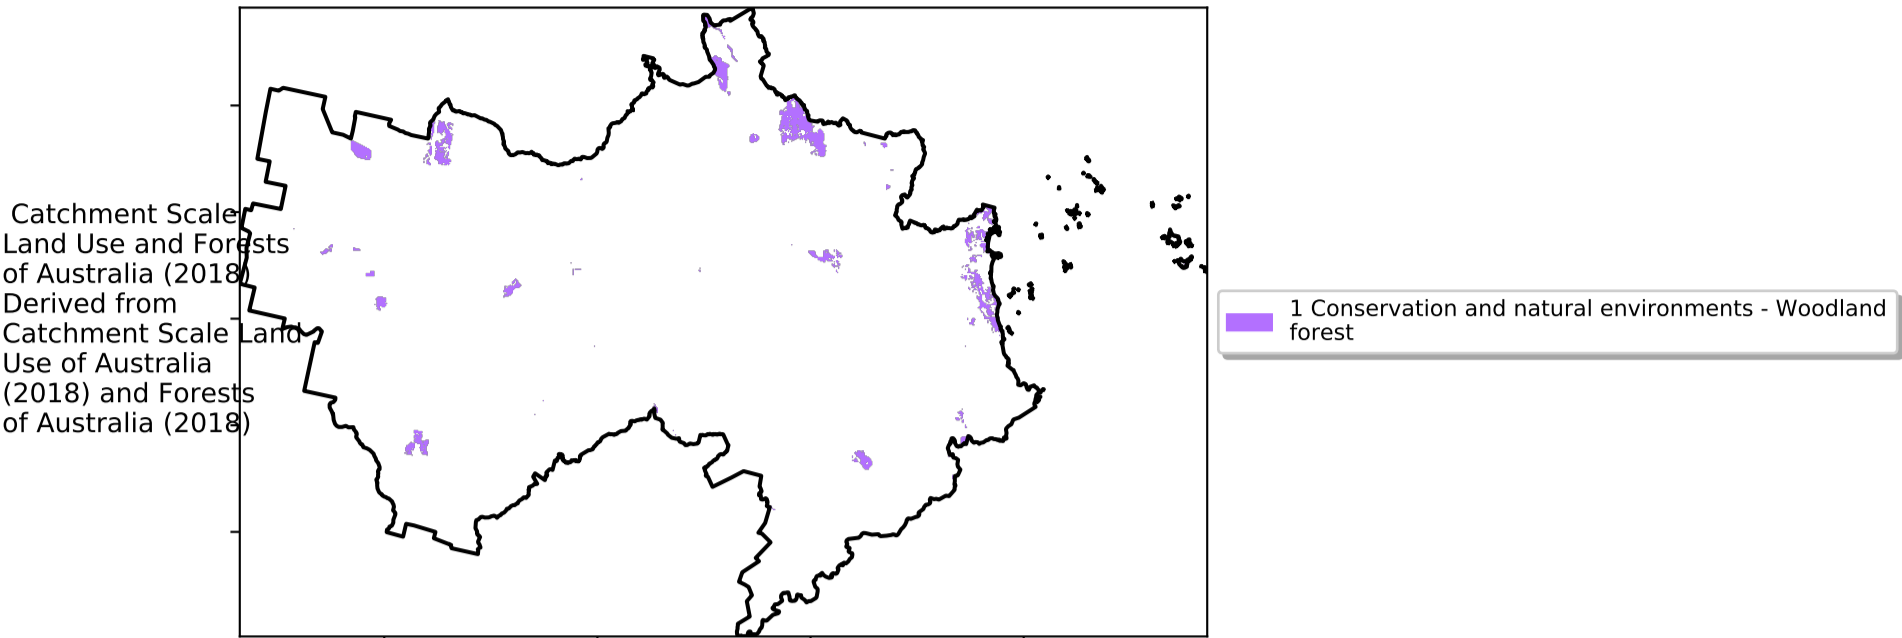 Catchment Scale
Land Use and Forests
of Australia (2018)
Derived from
Catchment Scale Land
Use of Australia
(2018) and Forests
of Australia (2018)
1 Conservation and natural environments - Woodland
forest